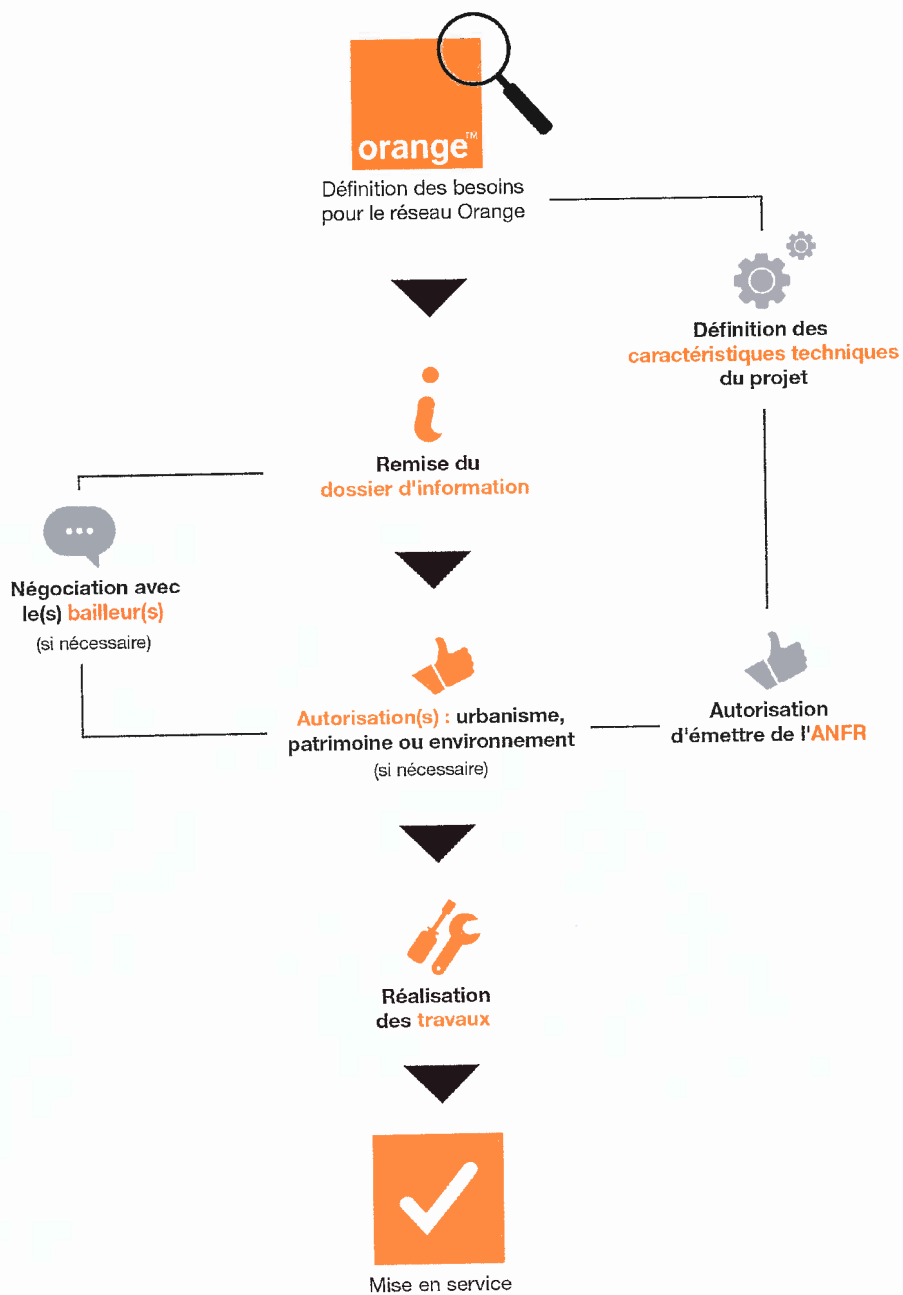 orange™
Définition des besoins
pour le réseau Orange
Définition des
caractéristiques techniques
du projet
Remise du
dossier d'information
Négociation avec
le(s) bailleur(s)
(si nécessaire)
Autorisation(s) : urbanisme,
patrimoine ou environnement
(si nécessaire)
Autorisation
d'émettre de l'ANFR
Réalisation
des travaux
Mise en service